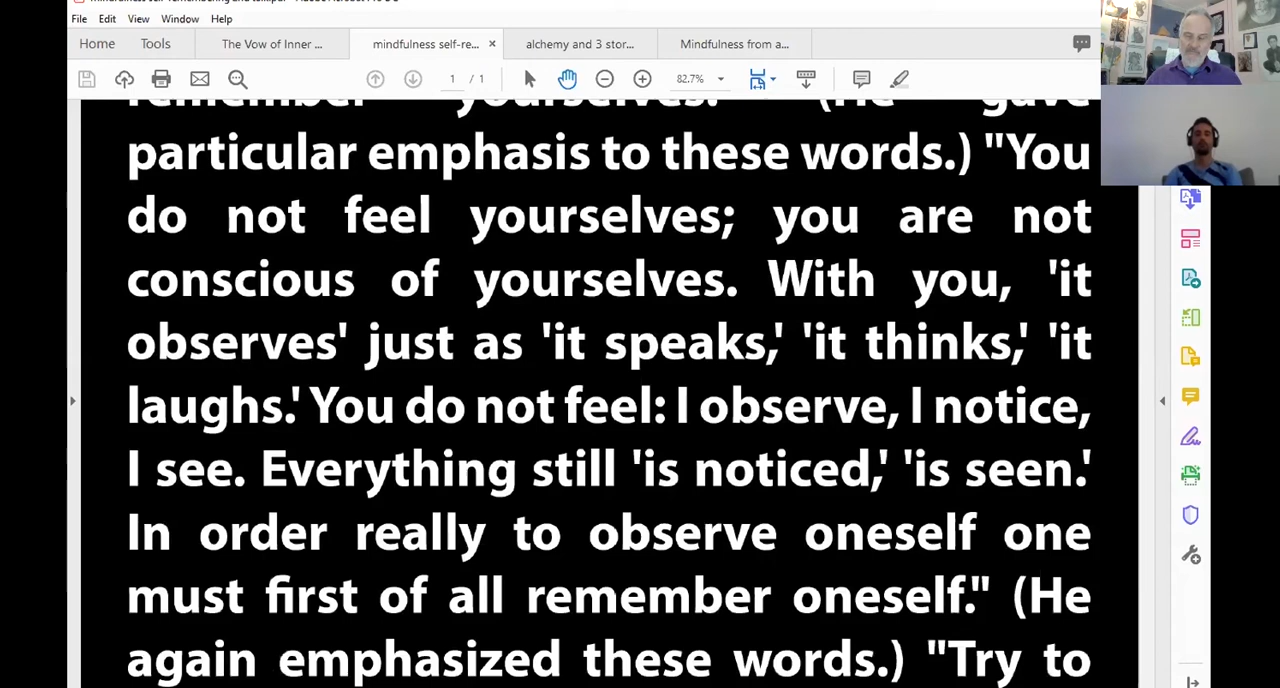 File Edit View Window Help
Home Tools The Vow of Inner ... mindfulness self-re... × alchemy and 3 stor... Mindfulness from a...
1 / 1 82.7%
remember yourselves." (He gave
particular emphasis to these words.) "You
do not feel yourselves; you are not
conscious of yourselves. With you, 'it
observes' just as 'it speaks,' 'it thinks,' 'it
laughs.' You do not feel: I observe, I notice,
I see. Everything still 'is noticed,' 'is seen.'
In order really to observe oneself one
must first of all remember oneself." (He
again emphasized these words.) "Try to